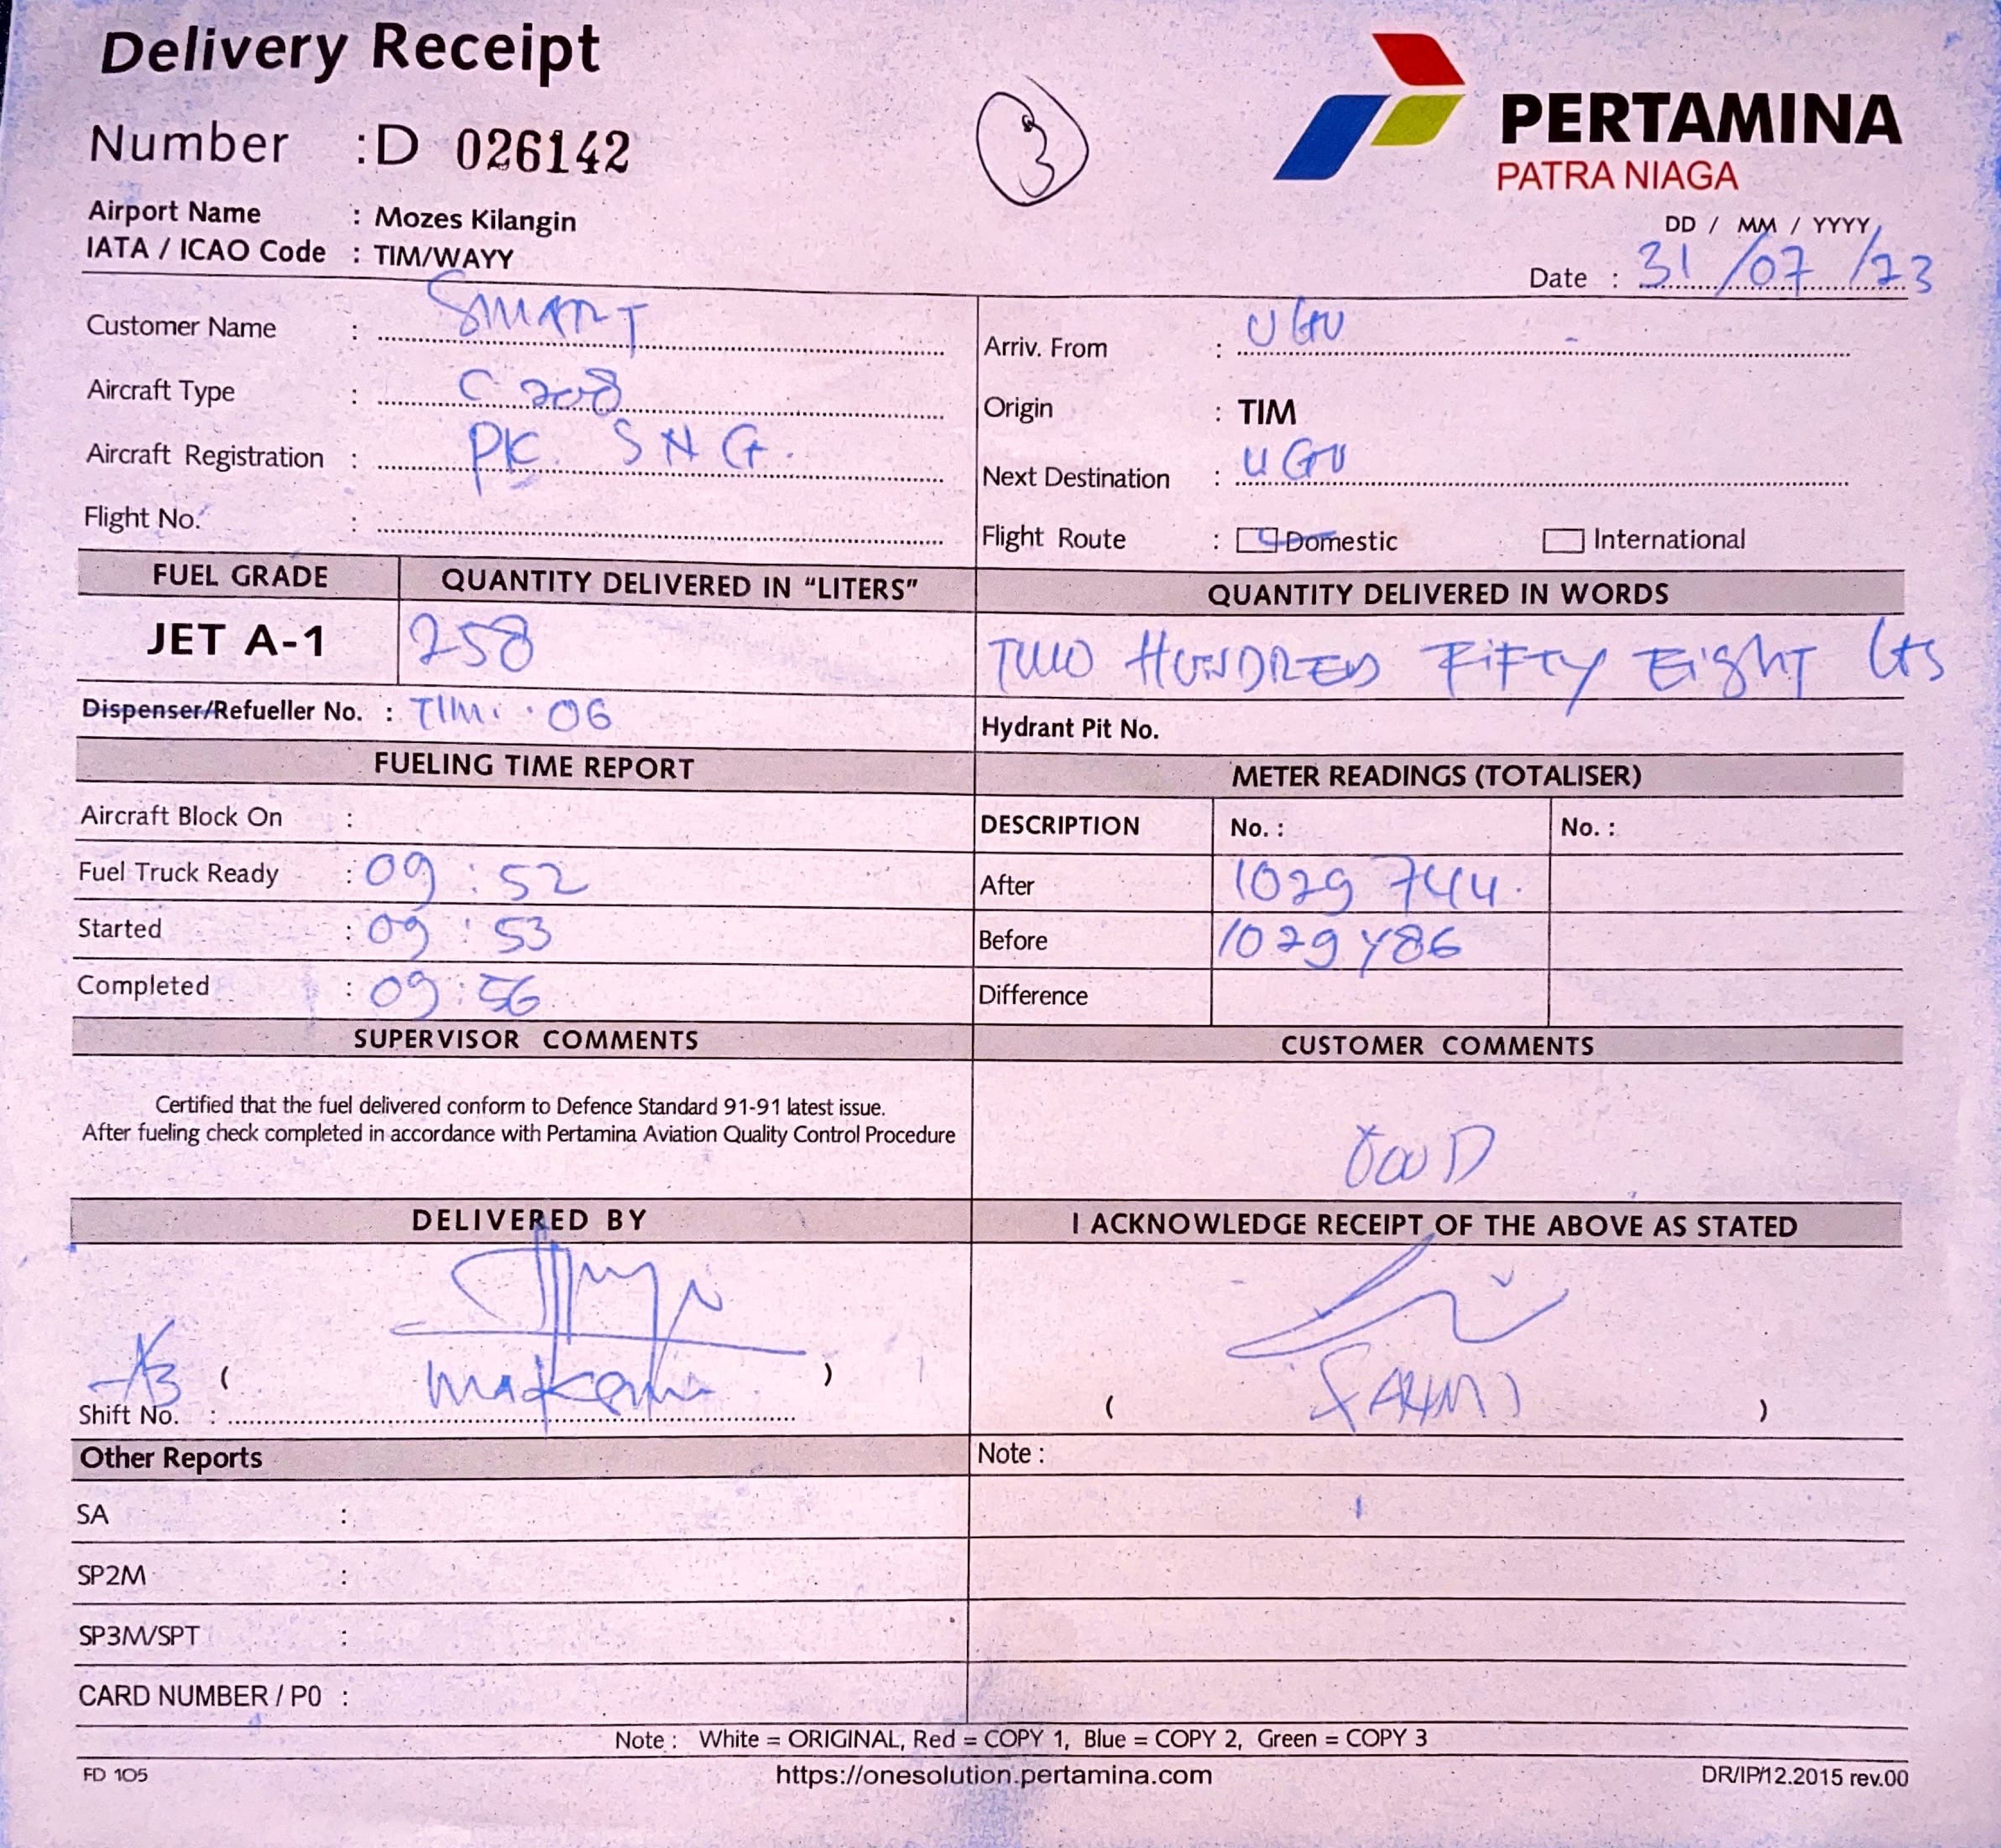 Delivery Receipt
Number : D 026142
3
PERTAMINA
PATRA NIAGA
Airport Name : Mozes Kilangin
IATA / ICAO Code : TIM/WAYY
DD / MM / YYYY
Date : 31/07/23
Customer Name : SMART
Arriv. From : UGU
Aircraft Type : C 208
Origin : TIM
Aircraft Registration : PK. SNG.
Next Destination : UGU
Flight No. :
Flight Route : Domestic International
FUEL GRADE QUANTITY DELIVERED IN "LITERS" QUANTITY DELIVERED IN WORDS
JET A-1 258 TWO HUNDRED FiFTY EigHT Lts
Dispenser/Refueller No. : TIM. 06
Hydrant Pit No.
FUELING TIME REPORT METER READINGS (TOTALISER)
Aircraft Block On : DESCRIPTION No. : No. :
Fuel Truck Ready : 09 : 52 After 1029 744.
Started : 09 : 53 Before 1029 486
Completed : 09 : 56 Difference
SUPERVISOR COMMENTS CUSTOMER COMMENTS
Certified that the fuel delivered conform to Defence Standard 91-91 latest issue.
After fueling check completed in accordance with Pertamina Aviation Quality Control Procedure
DELIVERED BY I ACKNOWLEDGE RECEIPT OF THE ABOVE AS STATED
( )
Shift No. :
( FAHMI )
Other Reports Note :
SA :
SP2M :
SP3M/SPT :
CARD NUMBER / P0 :
Note : White = ORIGINAL, Red = COPY 1, Blue = COPY 2, Green = COPY 3
FD 105 https://onesolution.pertamina.com DR/IP/12.2015 rev.00